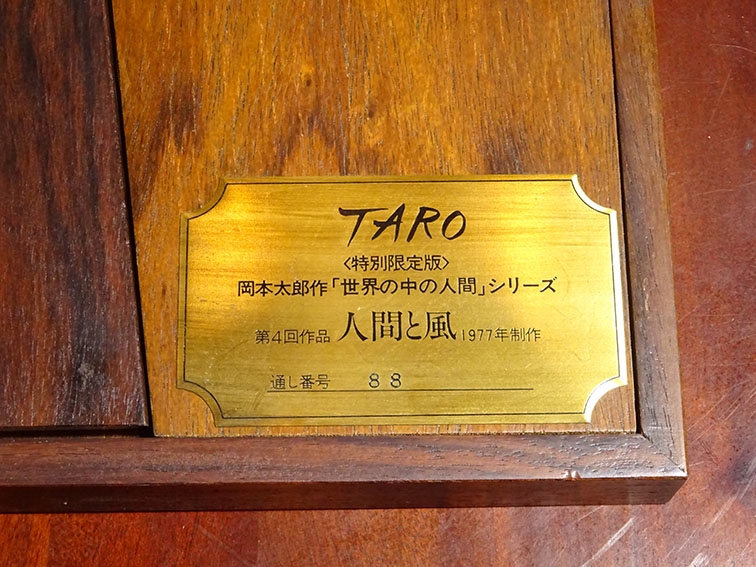 TARO
〈特別限定版〉
岡本太郎作「世界の中の人間」シリーズ
第4回作品 人間と風 1977年制作
通し番号 88